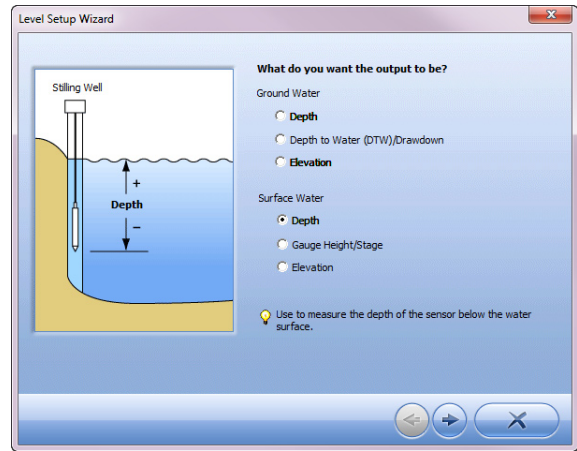 Level Setup Wizard
Stilling Well
+
Depth
–
What do you want the output to be?
Ground Water
Depth
Depth to Water (DTW)/Drawdown
Elevation
Surface Water
Depth
Gauge Height/Stage
Elevation
Use to measure the depth of the sensor below the water
surface.